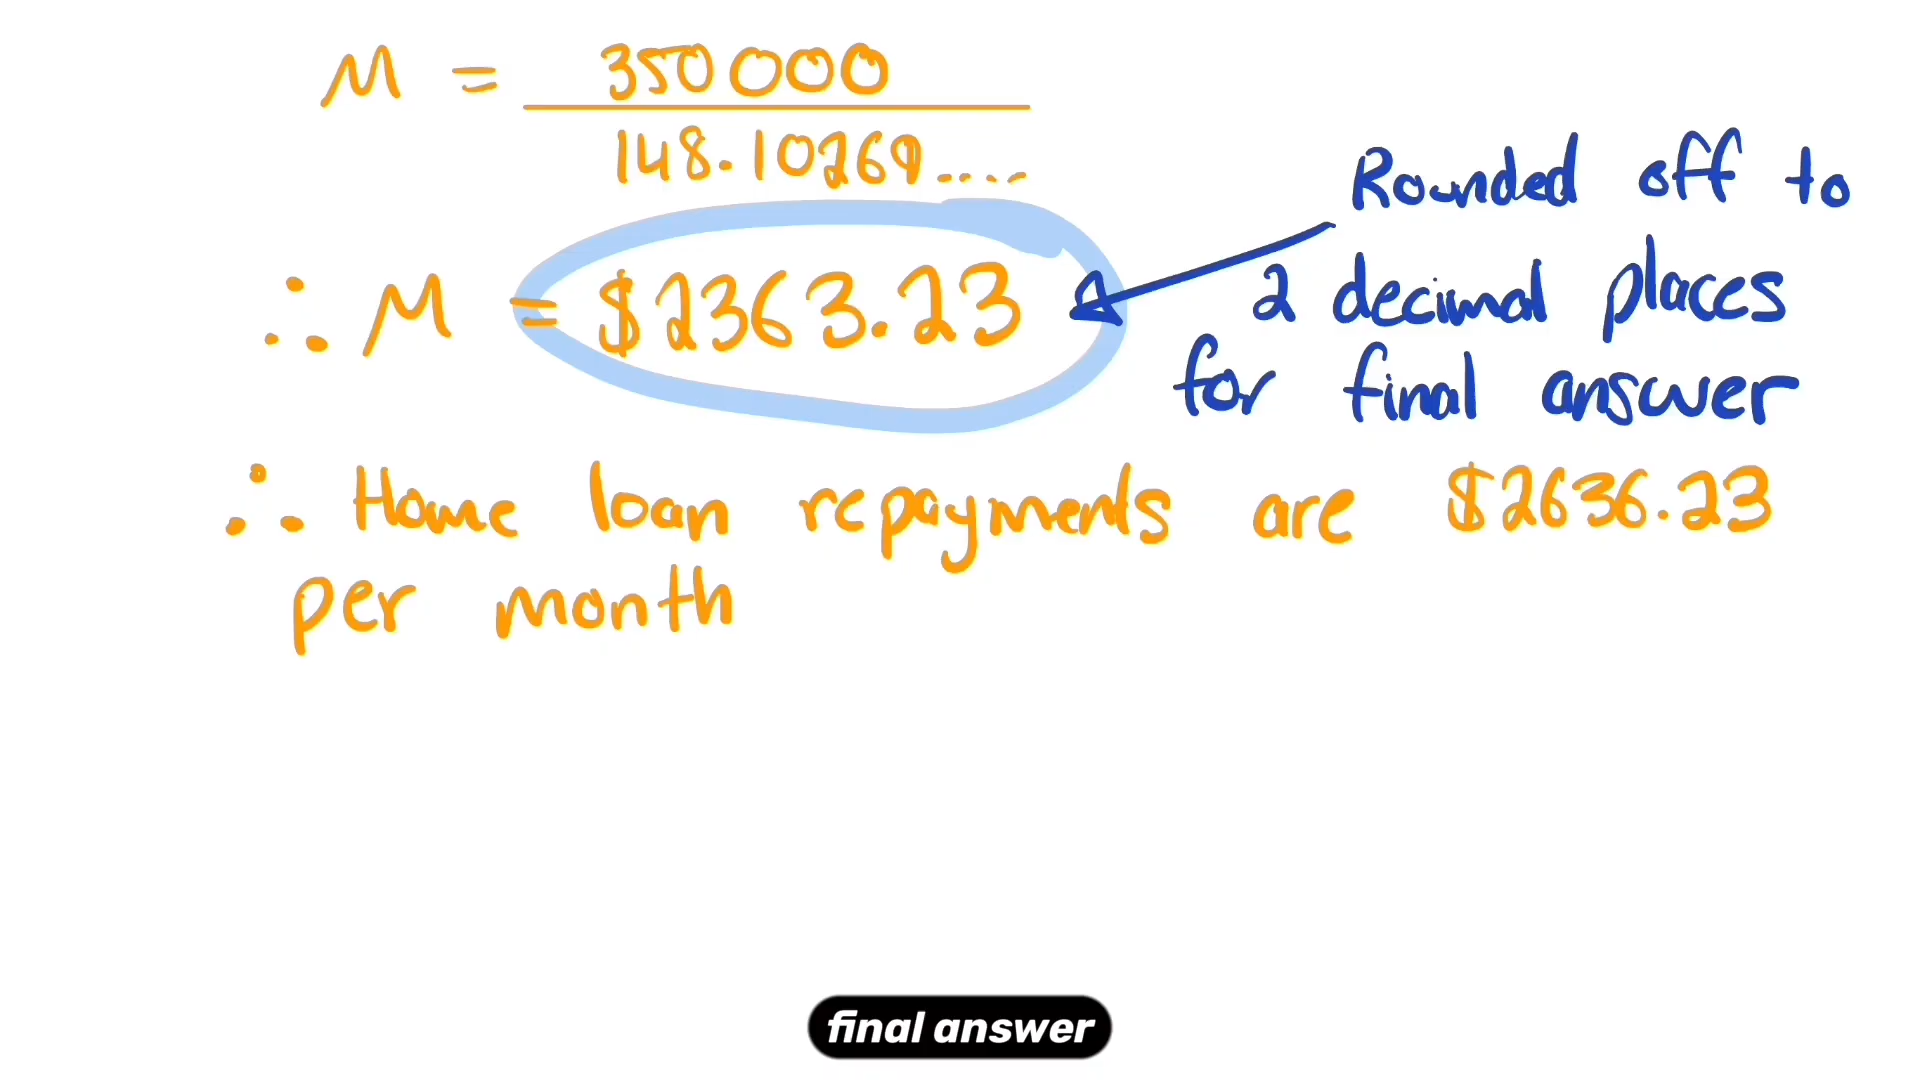 M = 350000
148.10269....
∴ M = $2363.23
Rounded off to
2 decimal places
for final answer
∴ Home loan repayments are $2636.23
per month
final answer